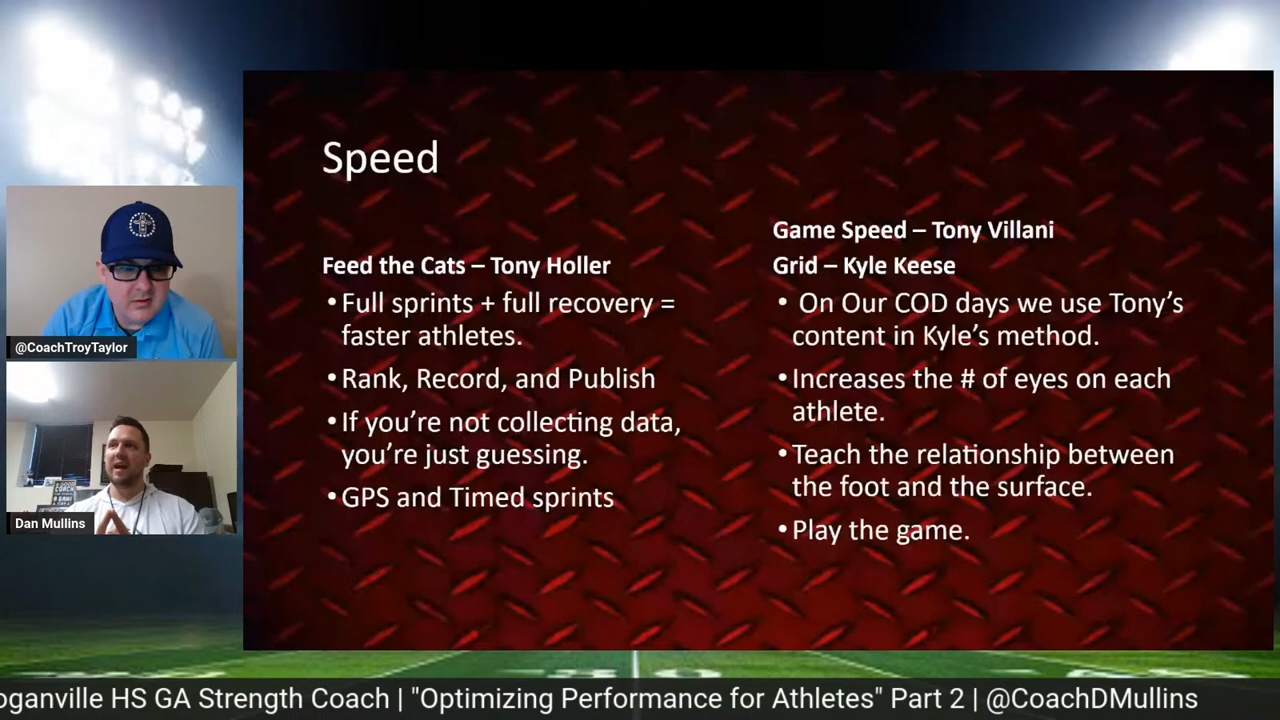 Speed
Feed the Cats – Tony Holler
•Full sprints + full recovery =
faster athletes.
•Rank, Record, and Publish
•If you’re not collecting data,
you’re just guessing.
•GPS and Timed sprints
Game Speed – Tony Villani
Grid – Kyle Keese
• On Our COD days we use Tony’s
content in Kyle’s method.
•Increases the # of eyes on each
athlete.
•Teach the relationship between
the foot and the surface.
•Play the game.
@CoachTroyTaylor
A GOOD
COACH
Dan Mullins
oganville HS GA Strength Coach | "Optimizing Performance for Athletes" Part 2 | @CoachDMullins